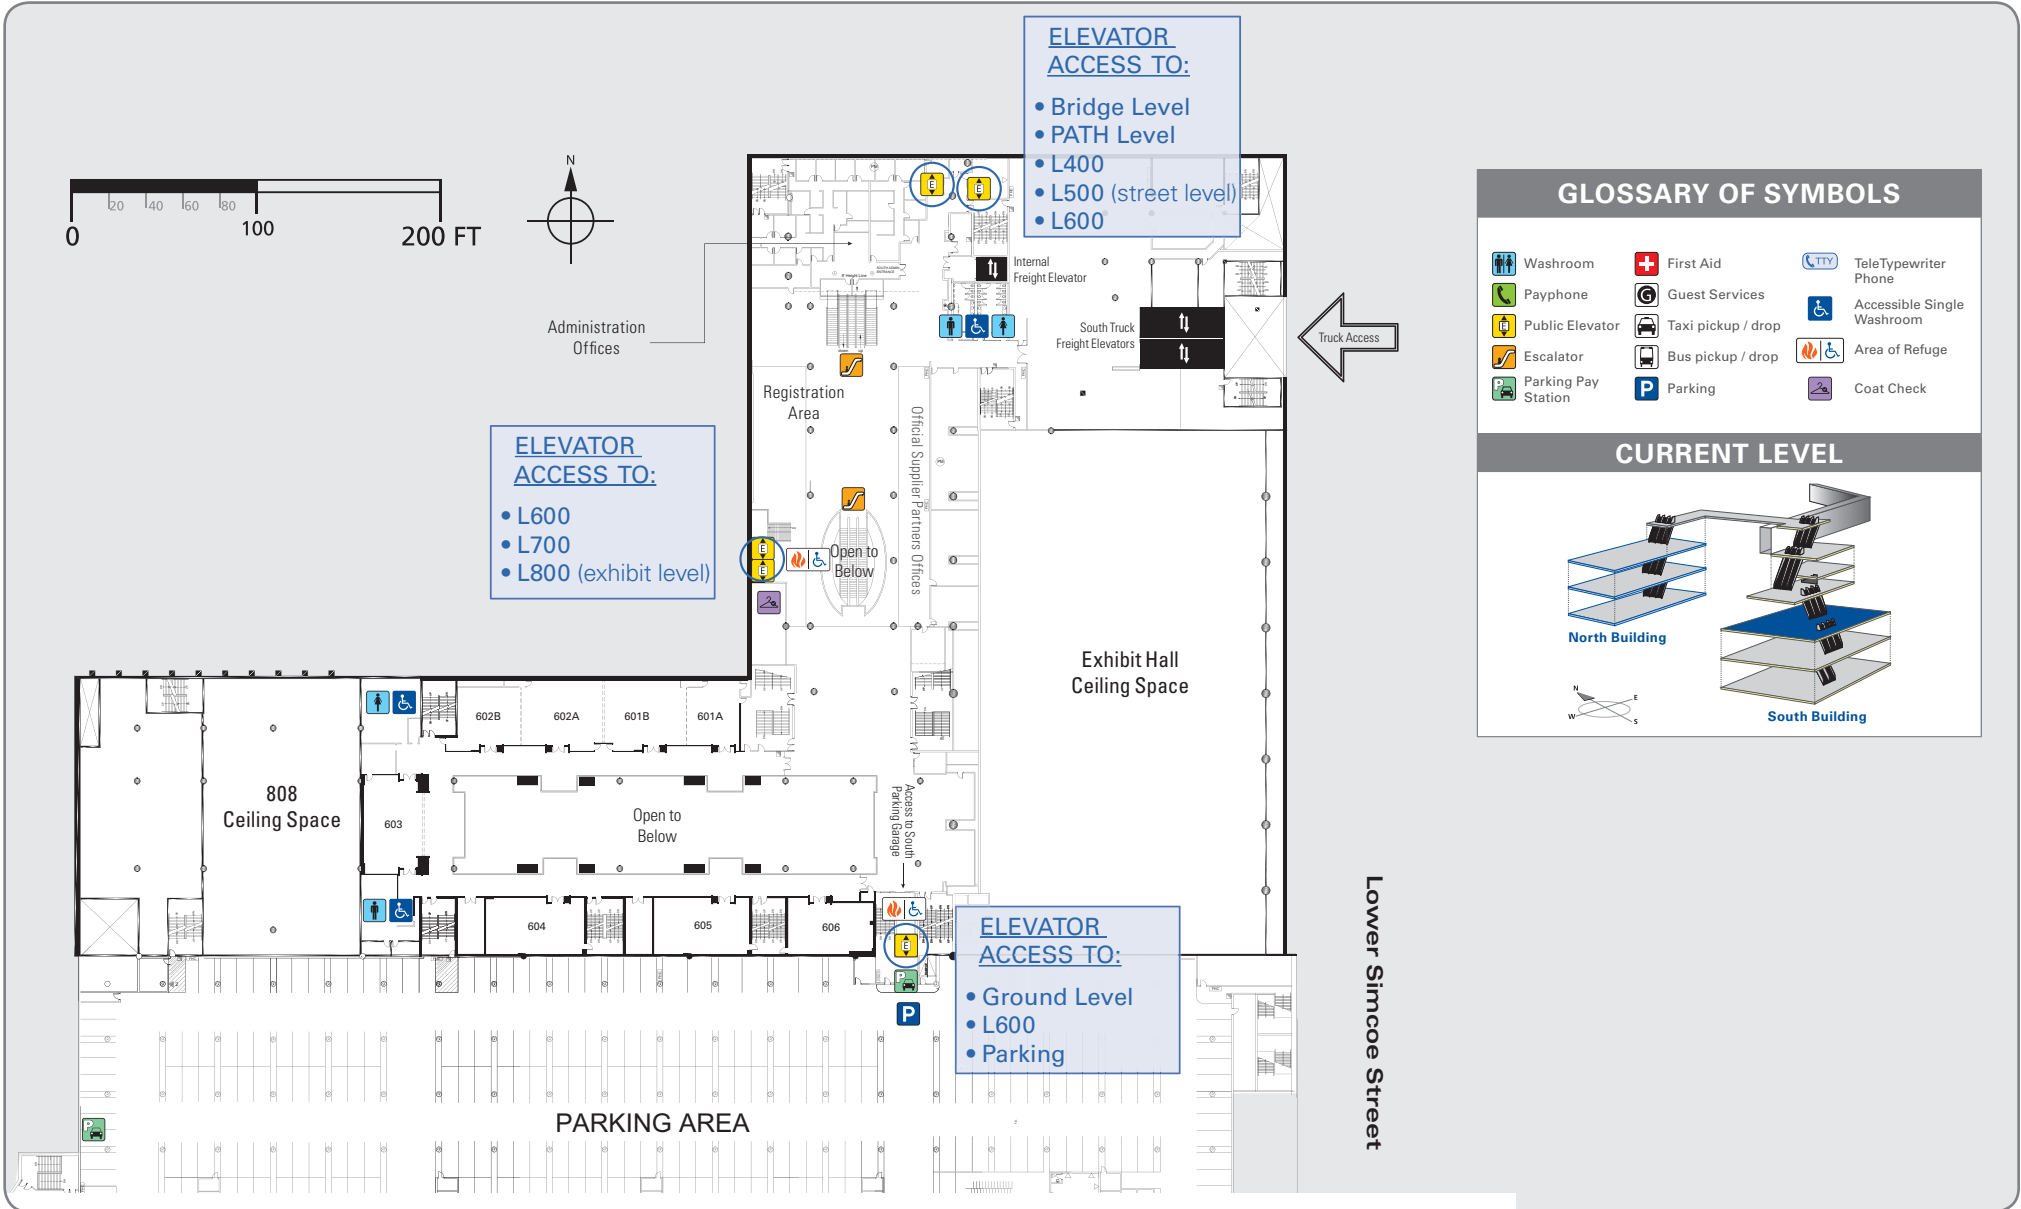 ELEVATOR
ACCESS TO:
• Bridge Level
• PATH Level
• L400
• L500 (street level)
• L600
N
20
40
60
80
0
100
200 FT
GLOSSARY OF SYMBOLS
Washroom
Payphone
Public Elevator
Escalator
Parking Pay
Station
First Aid
Guest Services
Taxi pickup / drop
Bus pickup / drop
Parking
TTY
TeleTypewriter
Phone
Accessible Single
Washroom
Area of Refuge
Coat Check
CURRENT LEVEL
North Building
South Building
N
E
W
S
Internal
Freight Elevator
South Truck
Freight Elevators
Truck Access
Administration
Offices
8' Height Line
Registration
Area
Official Supplier Partners Offices
ELEVATOR
ACCESS TO:
• L600
• L700
• L800 (exhibit level)
Open to
Below
Exhibit Hall
Ceiling Space
602B
602A
601B
601A
808
Ceiling Space
603
Open to
Below
Access to South
Parking Garage
604
605
606
ELEVATOR
ACCESS TO:
• Ground Level
• L600
• Parking
P
PARKING AREA
Lower Simcoe Street